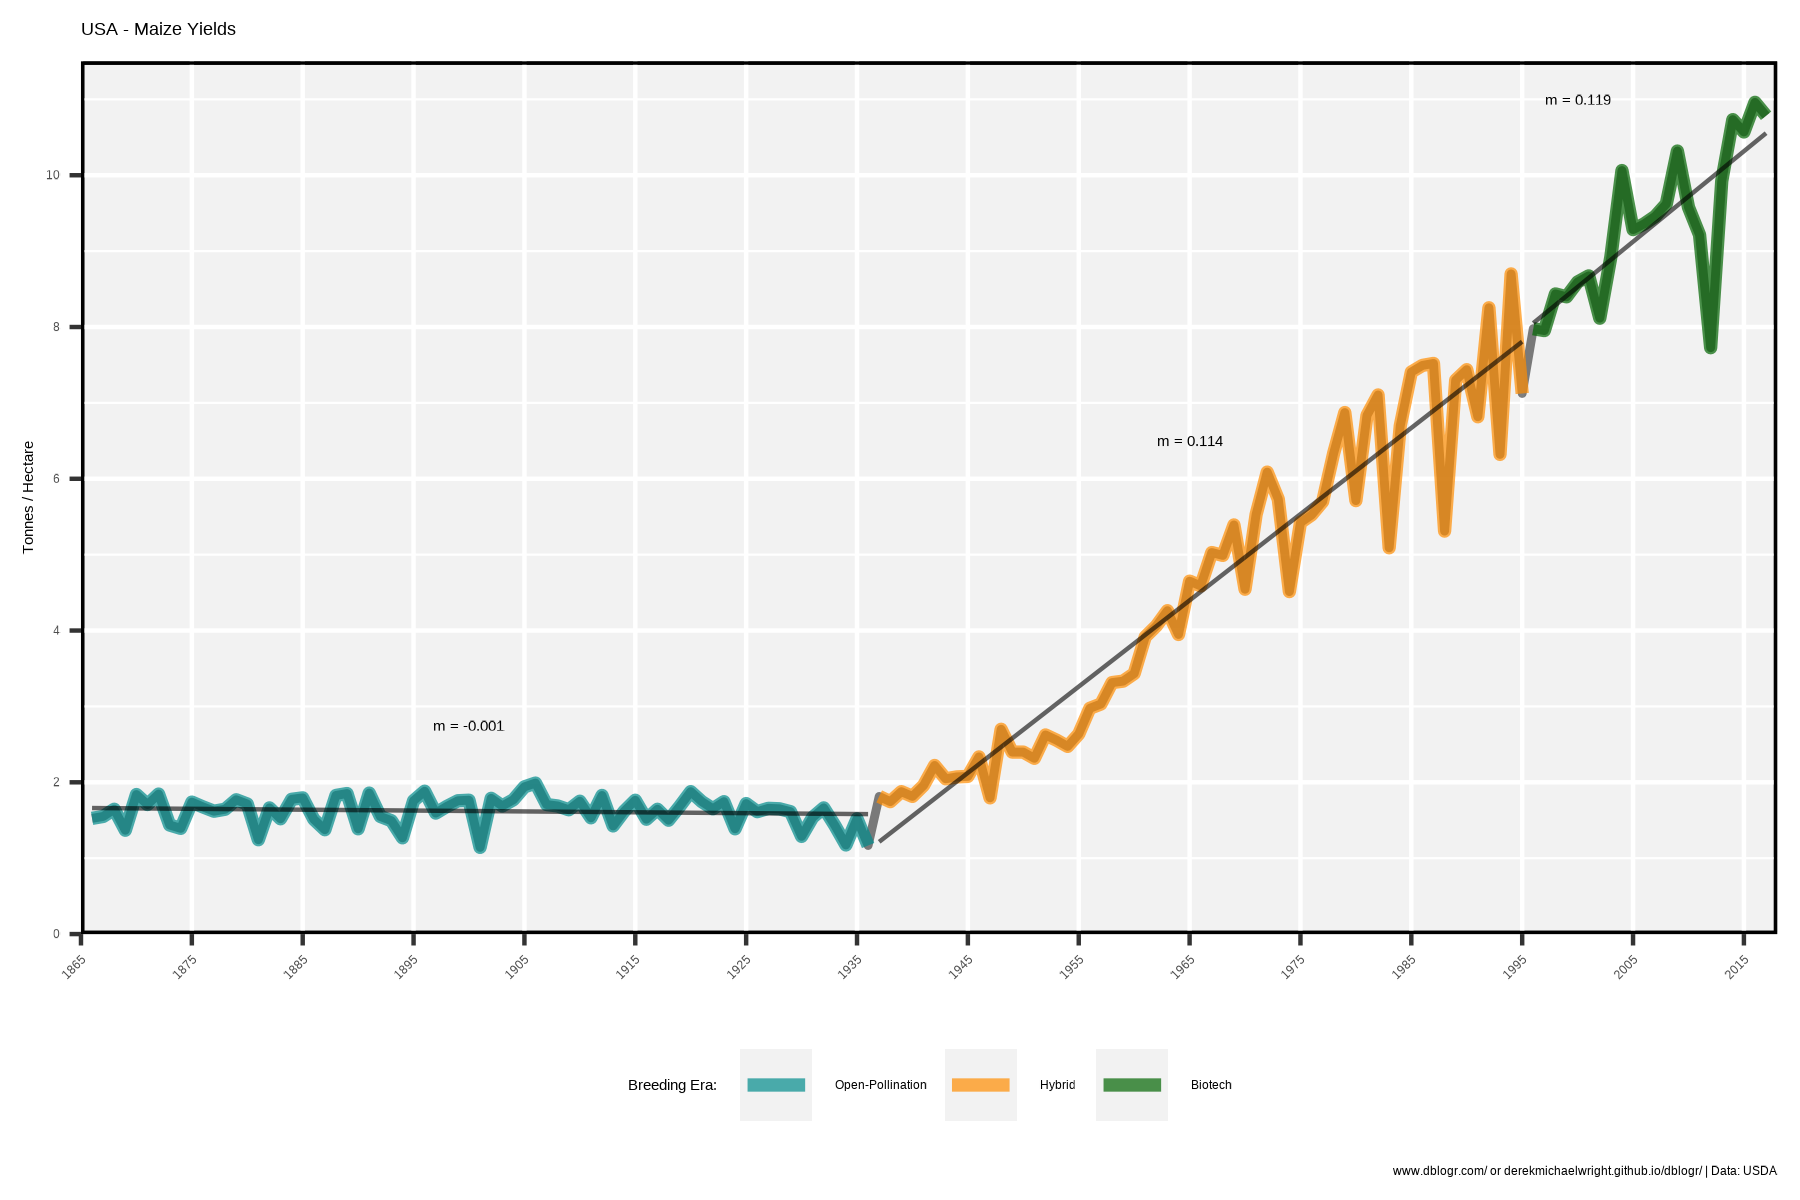 USA - Maize Yields
m = 0.119
10
8
m = 0.114
6
Tonnes / Hectare
4
m = -0.001
2
0
1865 1875 1885 1895 1905 1915 1925 1935 1945 1955 1965 1975 1985 1995 2005 2015
Breeding Era: Open-Pollination Hybrid Biotech
www.dblogr.com/ or derekmichaelwright.github.io/dblogr/ | Data: USDA